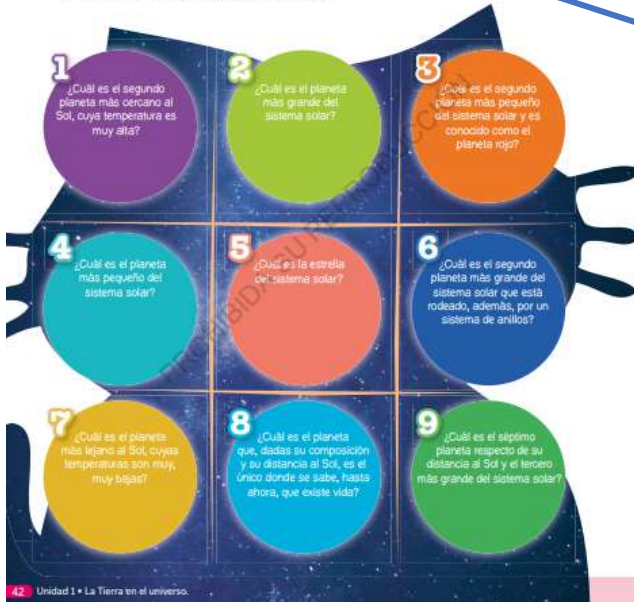 1
¿Cuál es el segundo
planeta más cercano al
Sol, cuya temperatura es
muy alta?
2
¿Cuál es el planeta
más grande del
sistema solar?
3
¿Cuál es el segundo
planeta más pequeño
del sistema solar y es
conocido como el
planeta rojo?
4
¿Cuál es el planeta
más pequeño del
sistema solar?
5
¿Cuál es la estrella
del sistema solar?
6
¿Cuál es el segundo
planeta más grande del
sistema solar que está
rodeado, además, por un
sistema de anillos?
7
¿Cuál es el planeta
más lejano al Sol, cuyas
temperaturas son muy,
muy bajas?
8
¿Cuál es el planeta
que, dadas su composición
y su distancia al Sol, es el
único donde se sabe, hasta
ahora, que existe vida?
9
¿Cuál es el séptimo
planeta respecto de su
distancia al Sol y el tercero
más grande del sistema solar?
PROHIBIDA SU REPRODUCCIÓN
42 Unidad 1 • La Tierra en el universo.